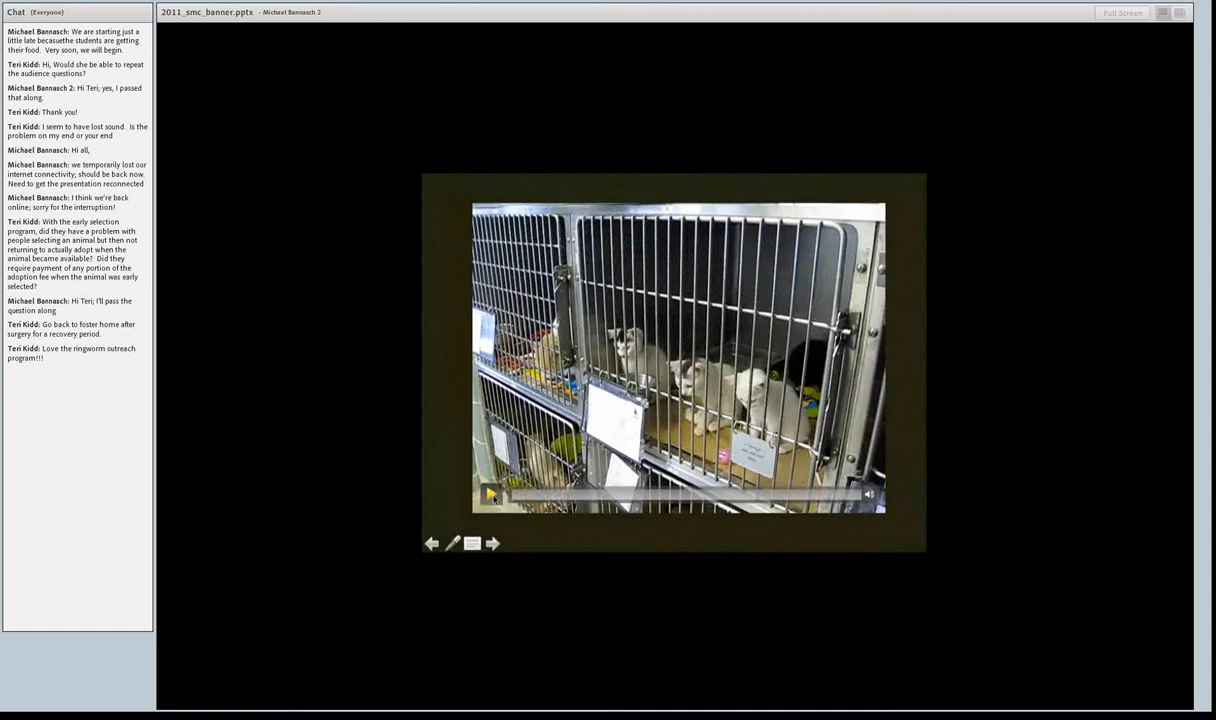 Chat (Everyone)
2011_smc_banner.pptx - Michael Bannasch 2
Full Screen
Michael Bannasch: We are starting just a
little late becasuethe students are getting
their food. Very soon, we will begin.
Teri Kidd: Hi, Would she be able to repeat
the audience questions?
Michael Bannasch 2: Hi Teri; yes, I passed
that along.
Teri Kidd: Thank you!
Teri Kidd: I seem to have lost sound. Is the
problem on my end or your end
Michael Bannasch: Hi all,
Michael Bannasch: we temporarily lost our
internet connectivity; should be back now.
Need to get the presentation reconnected
Michael Bannasch: I think we're back
online; sorry for the interruption!
Teri Kidd: With the early selection
program, did they have a problem with
people selecting an animal but then not
returning to actually adopt when the
animal became available? Did they
require payment of any portion of the
adoption fee when the animal was early
selected?
Michael Bannasch: Hi Teri; I'll pass the
question along
Teri Kidd: Go back to foster home after
surgery for a recovery period.
Teri Kidd: Love the ringworm outreach
program!!!